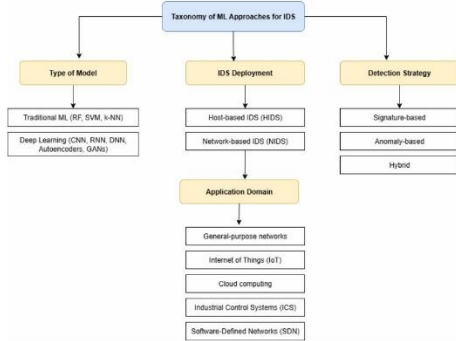 Taxonomy of ML Approaches for IDS
Type of Model
Traditional ML (RF, SVM, k-NN)
Deep Learning (CNN, RNN, DNN,
Autoencoders, GANs)
IDS Deployment
Host-based IDS (HIDS)
Network-based IDS (NIDS)
Application Domain
General-purpose networks
Internet of Things (IoT)
Cloud computing
Industrial Control Systems (ICS)
Software-Defined Networks (SDN)
Detection Strategy
Signature-based
Anomaly-based
Hybrid